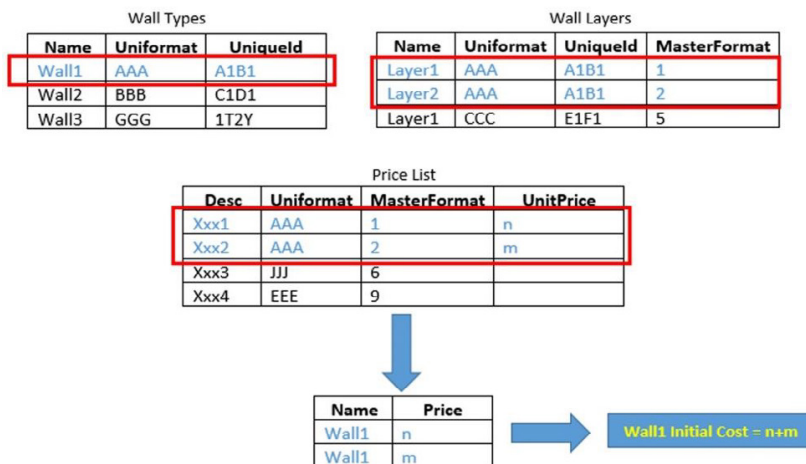 Wall Types
Name Uniformat UniqueId
Wall1 AAA A1B1
Wall2 BBB C1D1
Wall3 GGG 1T2Y
Wall Layers
Name Uniformat UniqueId MasterFormat
Layer1 AAA A1B1 1
Layer2 AAA A1B1 2
Layer1 CCC E1F1 5
Price List
Desc Uniformat MasterFormat UnitPrice
Xxx1 AAA 1 n
Xxx2 AAA 2 m
Xxx3 JJJ 6
Xxx4 EEE 9
Name Price
Wall1 n
Wall1 m
Wall1 Initial Cost = n+m